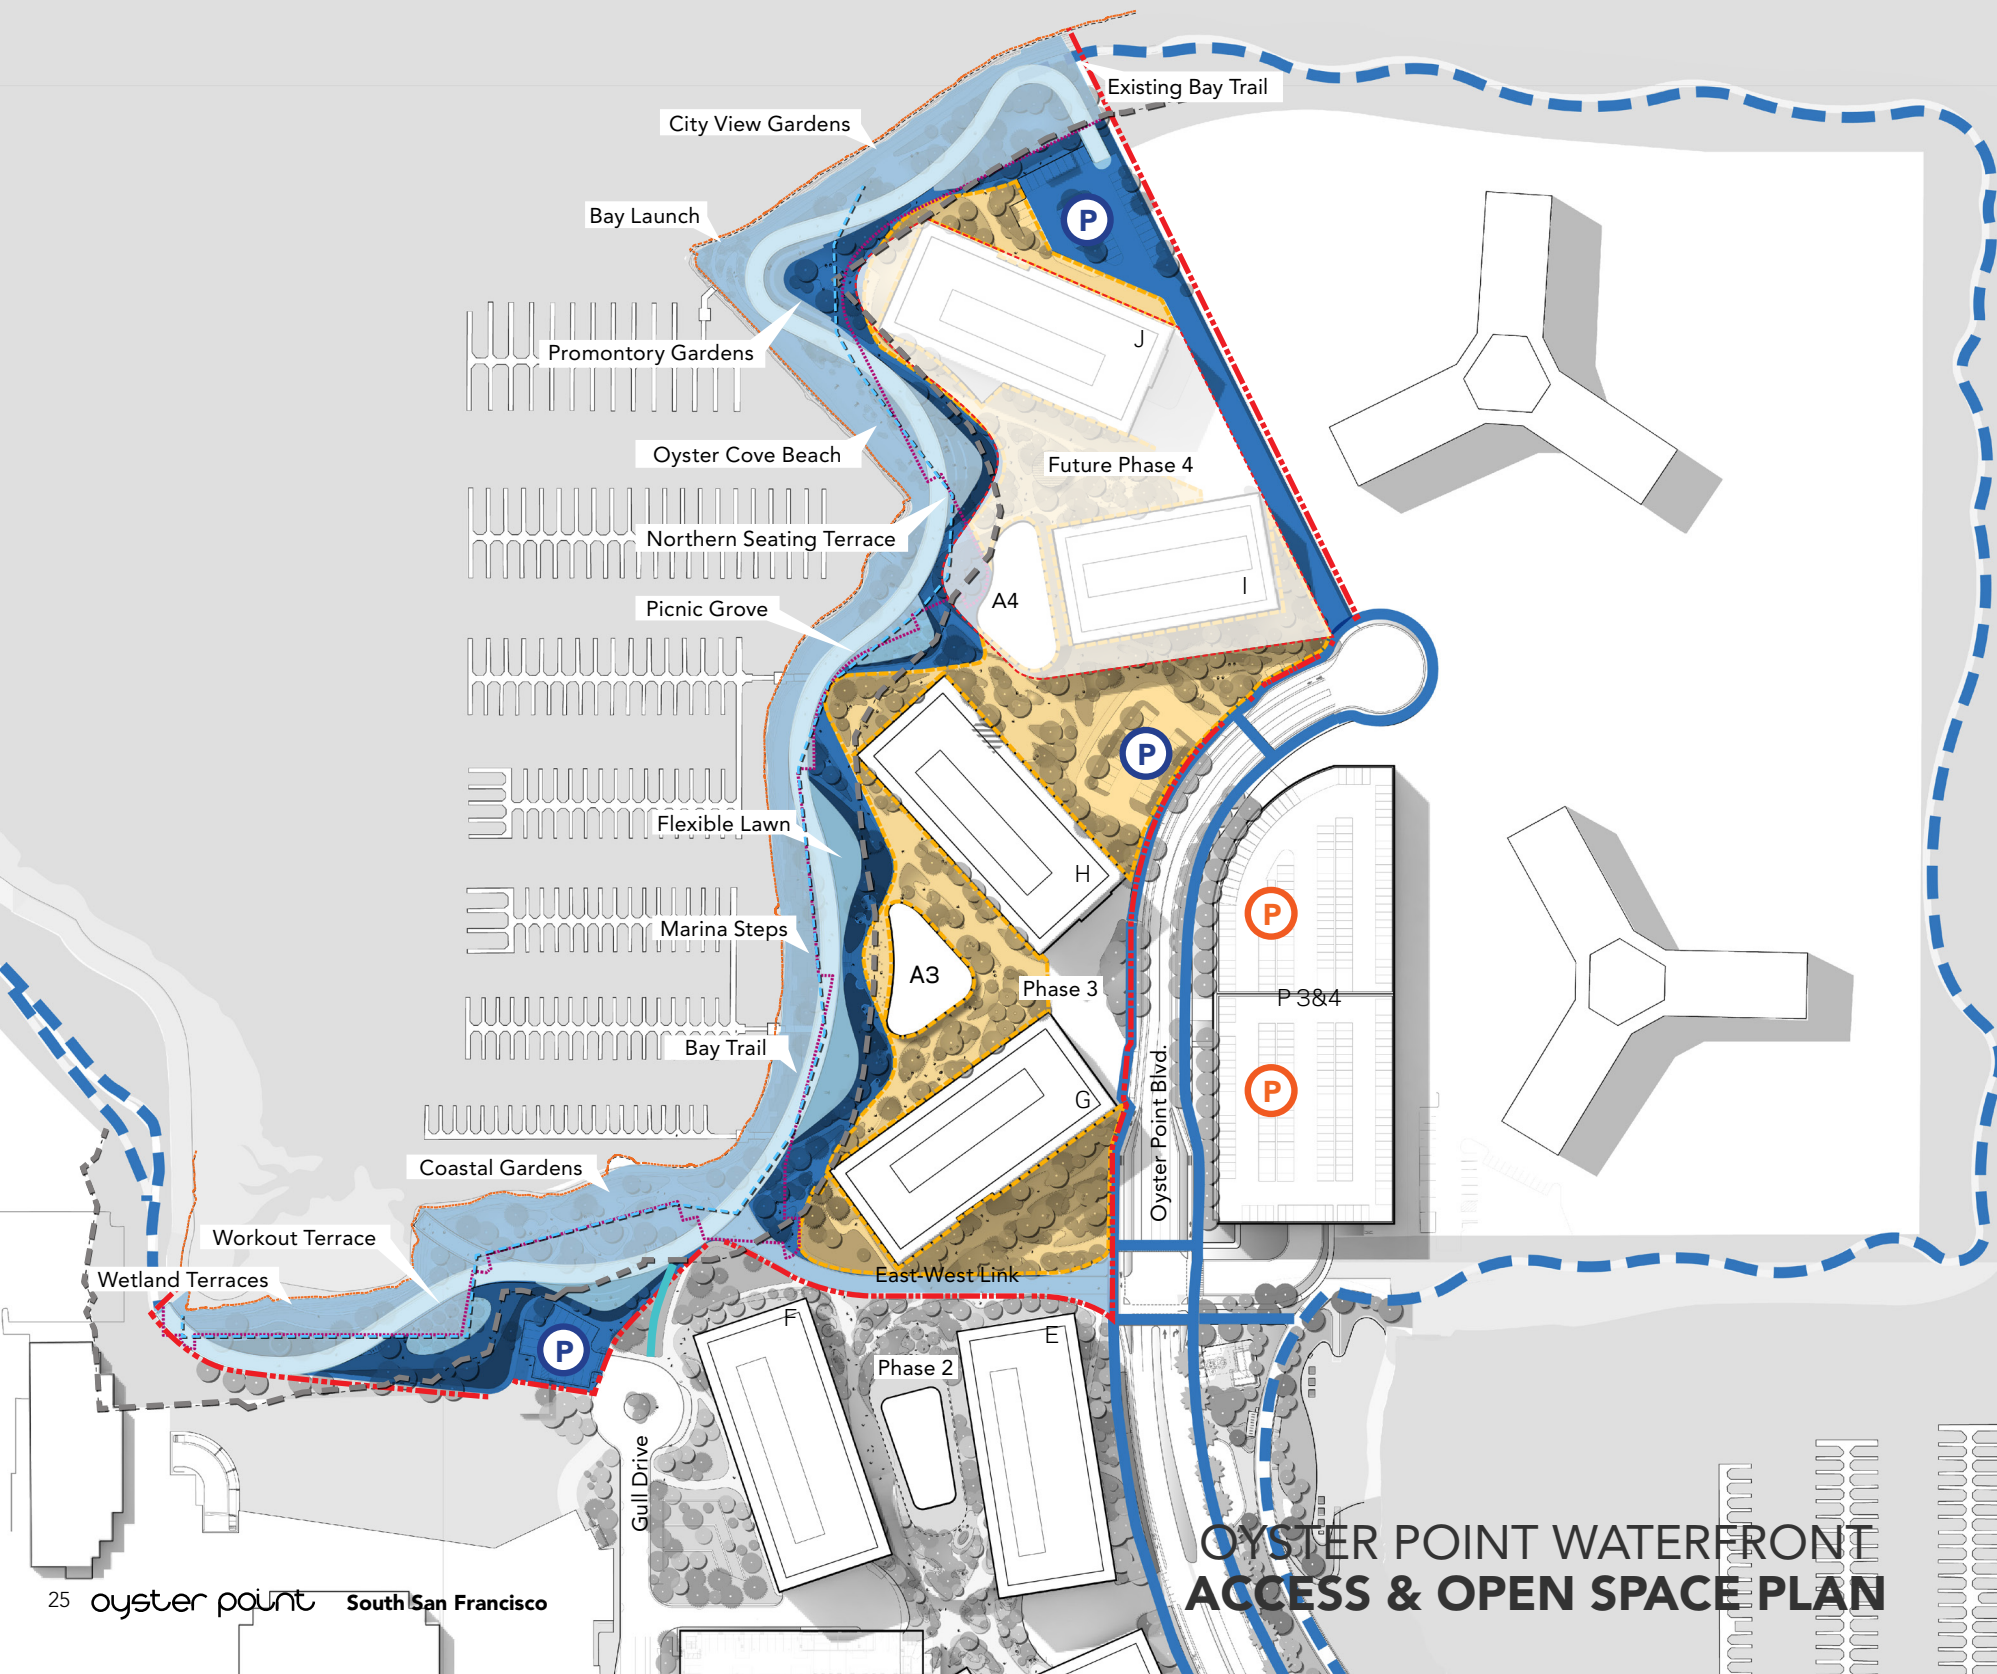 Existing Bay Trail
City View Gardens
Bay Launch
P
Promontory Gardens
J
Oyster Cove Beach
Future Phase 4
Northern Seating Terrace
I
A4
Picnic Grove
P
Flexible Lawn
H
P
Marina Steps
A3
Phase 3
P 3&4
Bay Trail
Oyster Point Blvd.
P
G
Coastal Gardens
Workout Terrace
Wetland Terraces
East-West Link
F
E
P
Phase 2
Gull Drive
OYSTER POINT WATERFRONT
ACCESS & OPEN SPACE PLAN
25 oyster point South San Francisco